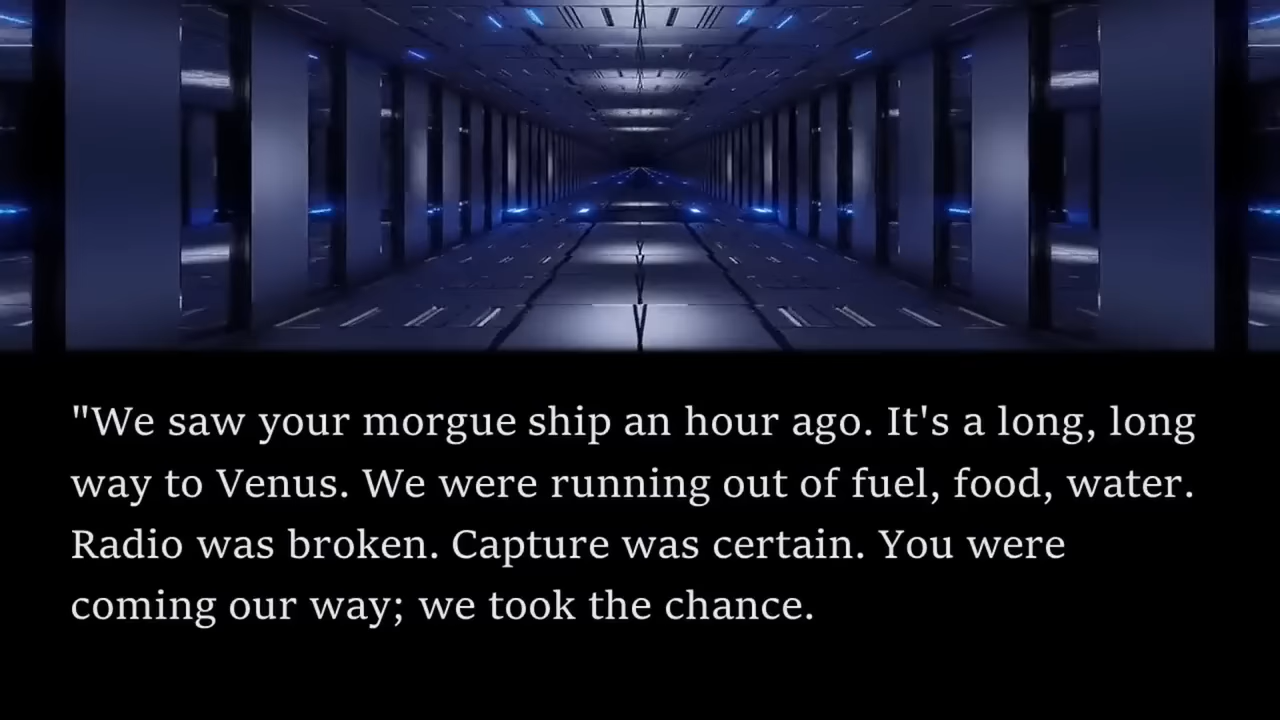 "We saw your morgue ship an hour ago. It's a long, long
way to Venus. We were running out of fuel, food, water.
Radio was broken. Capture was certain. You were
coming our way; we took the chance.